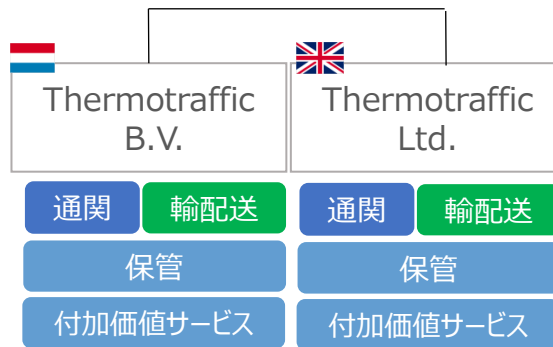 Thermotraffic
B.V.
Thermotraffic
Ltd.
通関 輸配送 通関 輸配送
保管 保管
付加価値サービス 付加価値サービス